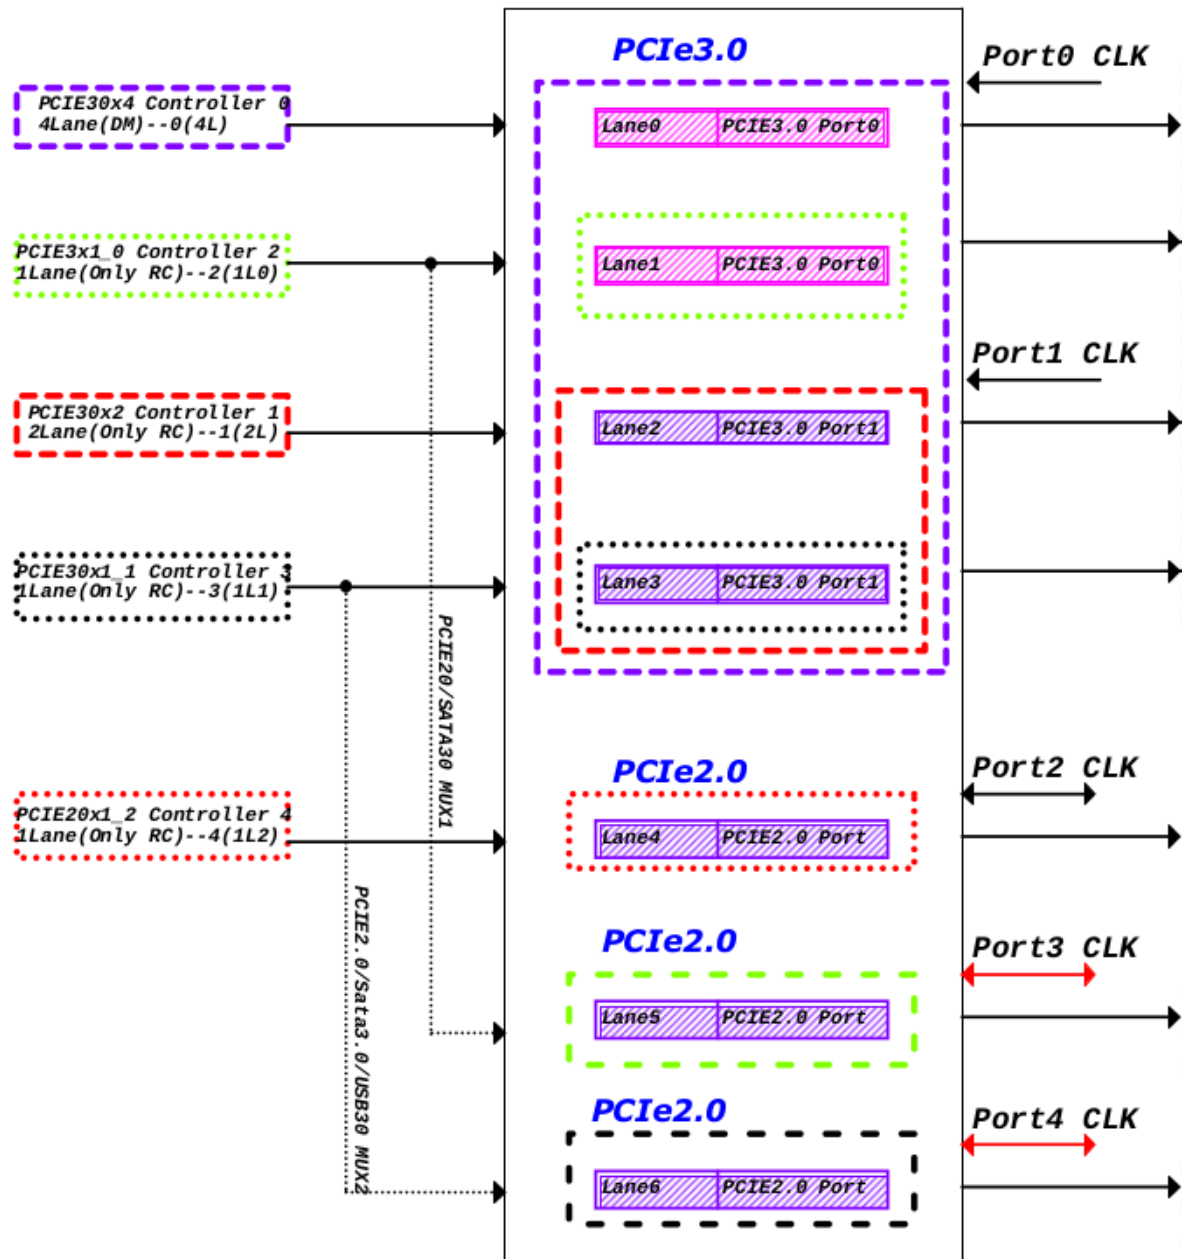 PCIe3.0
Port0 CLK
PCIE30x4 Controller 0
4Lane(DM)--0(4L)
Lane0 PCIE3.0 Port0
PCIE3x1_0 Controller 2
1Lane(Only RC)--2(1L0)
Lane1 PCIE3.0 Port0
Port1 CLK
PCIE30x2 Controller 1
2Lane(Only RC)--1(2L)
Lane2 PCIE3.0 Port1
PCIE30x1_1 Controller 3
1Lane(Only RC)--3(1L1)
Lane3 PCIE3.0 Port1
PCIE20/SATA30 MUX1
PCIe2.0
Port2 CLK
PCIE20x1_2 Controller 4
1Lane(Only RC)--4(1L2)
Lane4 PCIE2.0 Port
PCIE2.0/Sata3.0/USB30 MUX2
PCIe2.0
Port3 CLK
Lane5 PCIE2.0 Port
PCIe2.0
Port4 CLK
Lane6 PCIE2.0 Port